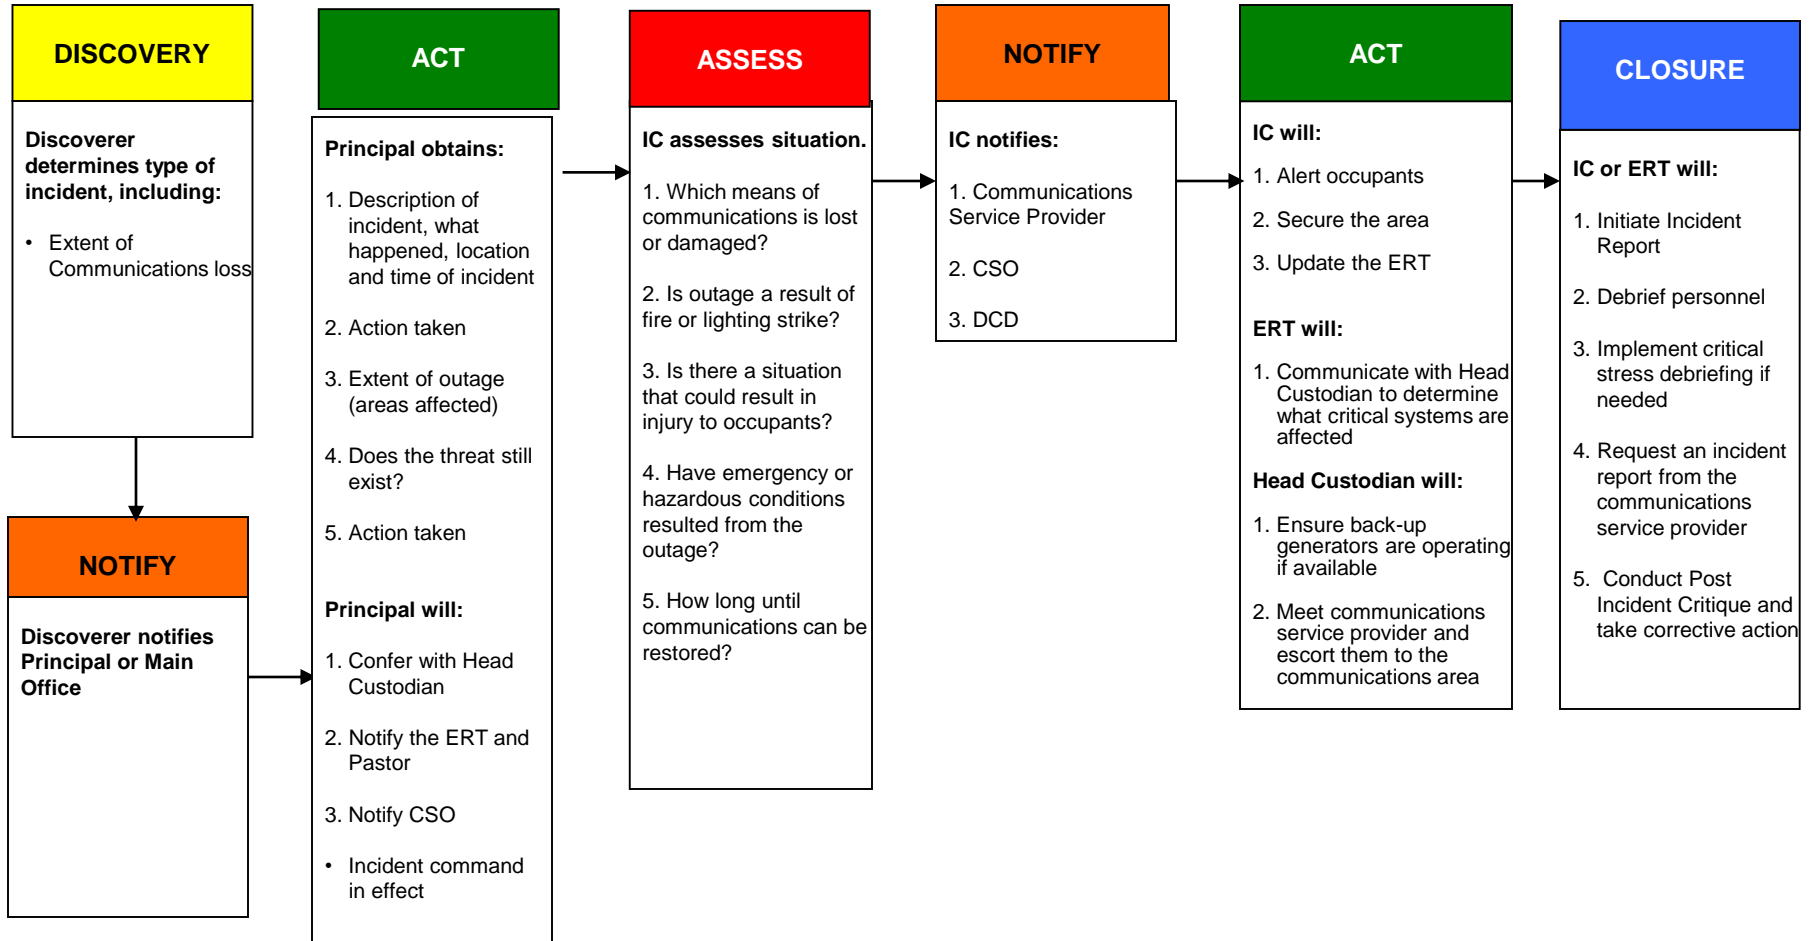 DISCOVERY
Discoverer
determines type of
incident, including:
• Extent of
Communications loss
NOTIFY
Discoverer notifies
Principal or Main
Office
ACT
Principal obtains:
1. Description of
incident, what
happened, location
and time of incident
2. Action taken
3. Extent of outage
(areas affected)
4. Does the threat still
exist?
5. Action taken
Principal will:
1. Confer with Head
Custodian
2. Notify the ERT and
Pastor
3. Notify CSO
• Incident command
in effect
ASSESS
IC assesses situation.
1. Which means of
communications is lost
or damaged?
2. Is outage a result of
fire or lighting strike?
3. Is there a situation
that could result in
injury to occupants?
4. Have emergency or
hazardous conditions
resulted from the
outage?
5. How long until
communications can be
restored?
NOTIFY
IC notifies:
1. Communications
Service Provider
2. CSO
3. DCD
ACT
IC will:
1. Alert occupants
2. Secure the area
3. Update the ERT
ERT will:
1. Communicate with Head
Custodian to determine
what critical systems are
affected
Head Custodian will:
1. Ensure back-up
generators are operating
if available
2. Meet communications
service provider and
escort them to the
communications area
CLOSURE
IC or ERT will:
1. Initiate Incident
Report
2. Debrief personnel
3. Implement critical
stress debriefing if
needed
4. Request an incident
report from the
communications
service provider
5. Conduct Post
Incident Critique and
take corrective action